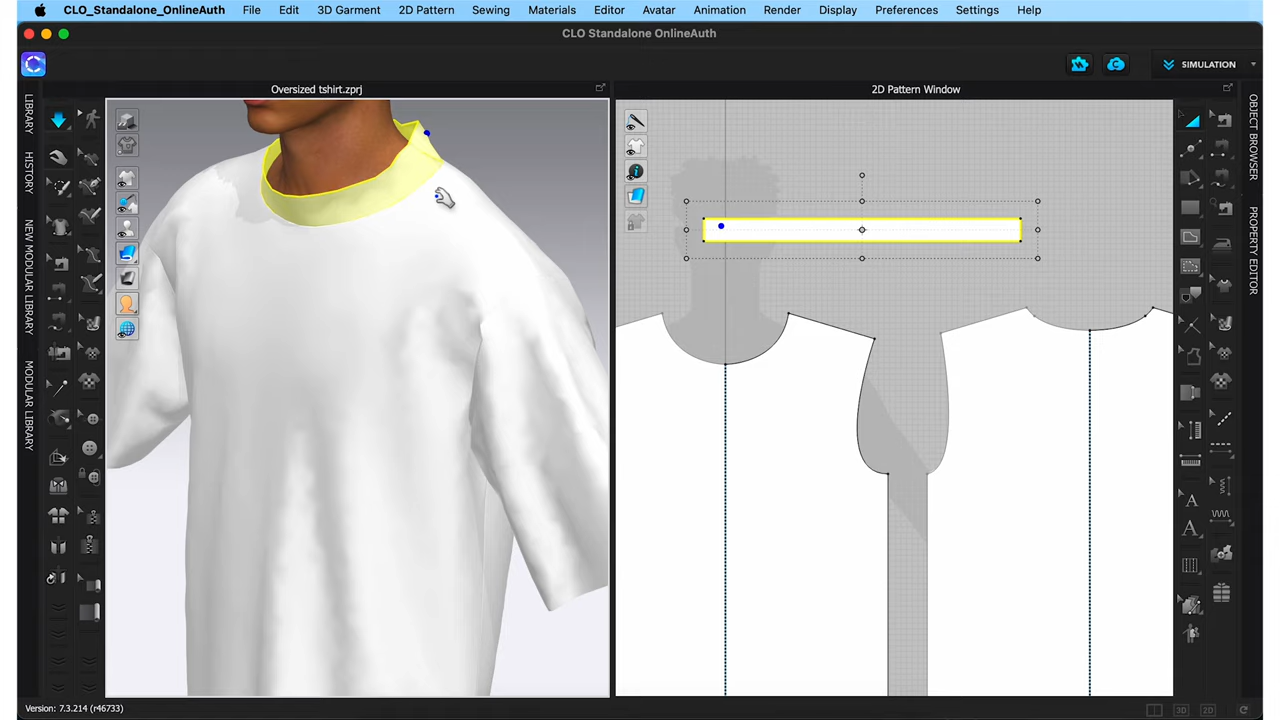 CLO_Standalone_OnlineAuth File Edit 3D Garment 2D Pattern Sewing Materials Editor Avatar Animation Render Display Preferences Settings Help
CLO Standalone OnlineAuth
SIMULATION
Oversized tshirt.zprj
2D Pattern Window
LIBRARY
HISTORY
NEW MODULAR LIBRARY
MODULAR LIBRARY
OBJECT BROWSER
PROPERTY EDITOR
A
A
Version: 7.3.214 (r46733)
3D
2D